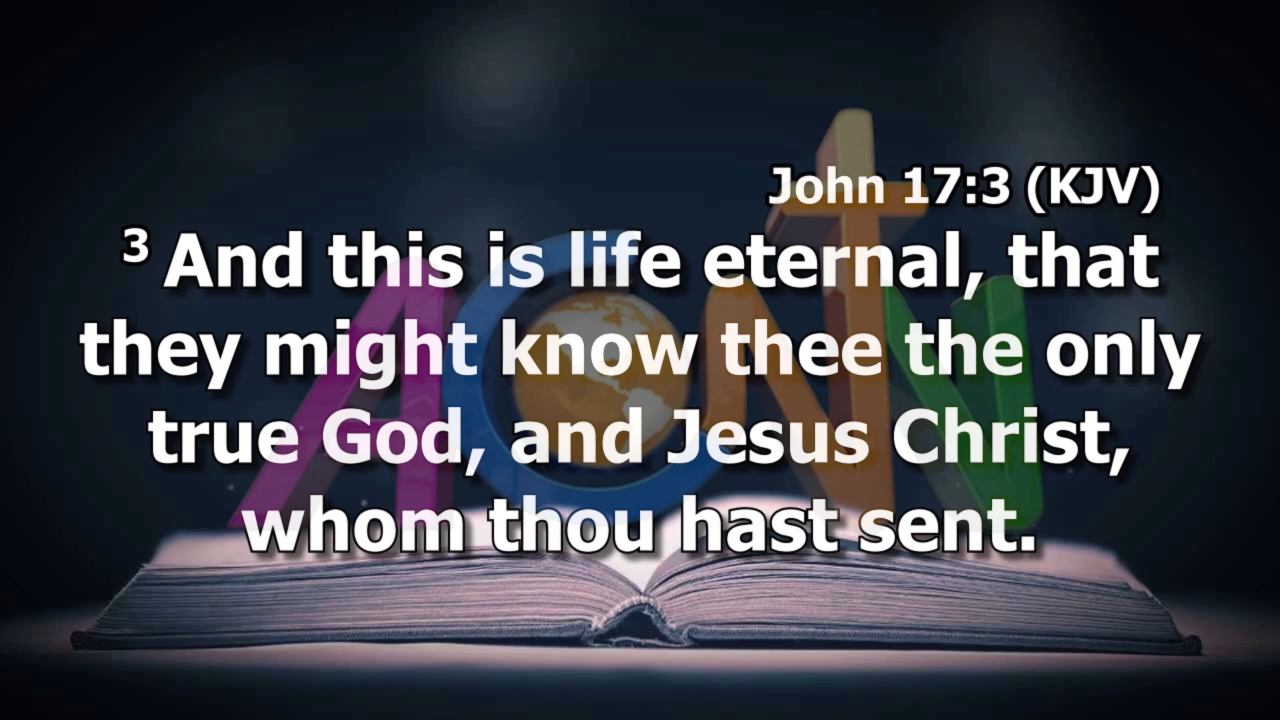 John 17:3 (KJV)
3 And this is life eternal, that
they might know thee the only
true God, and Jesus Christ,
whom thou hast sent.